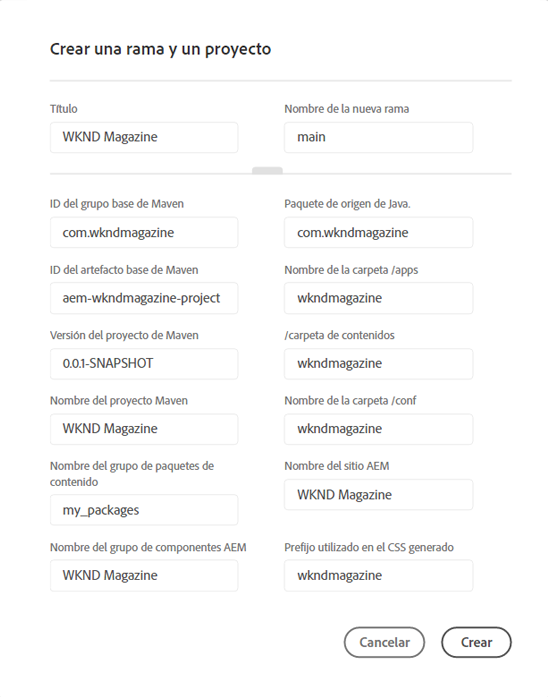 Crear una rama y un proyecto
Título
Nombre de la nueva rama
WKND Magazine
main
ID del grupo base de Maven
Paquete de origen de Java.
com.wkndmagazine
com.wkndmagazine
ID del artefacto base de Maven
Nombre de la carpeta /apps
aem-wkndmagazine-project
wkndmagazine
Versión del proyecto de Maven
/carpeta de contenidos
0.0.1-SNAPSHOT
wkndmagazine
Nombre del proyecto Maven
Nombre de la carpeta /conf
WKND Magazine
wkndmagazine
Nombre del grupo de paquetes de
contenido
Nombre del sitio AEM
my_packages
WKND Magazine
Nombre del grupo de componentes AEM
Prefijo utilizado en el CSS generado
WKND Magazine
wkndmagazine
Cancelar
Crear